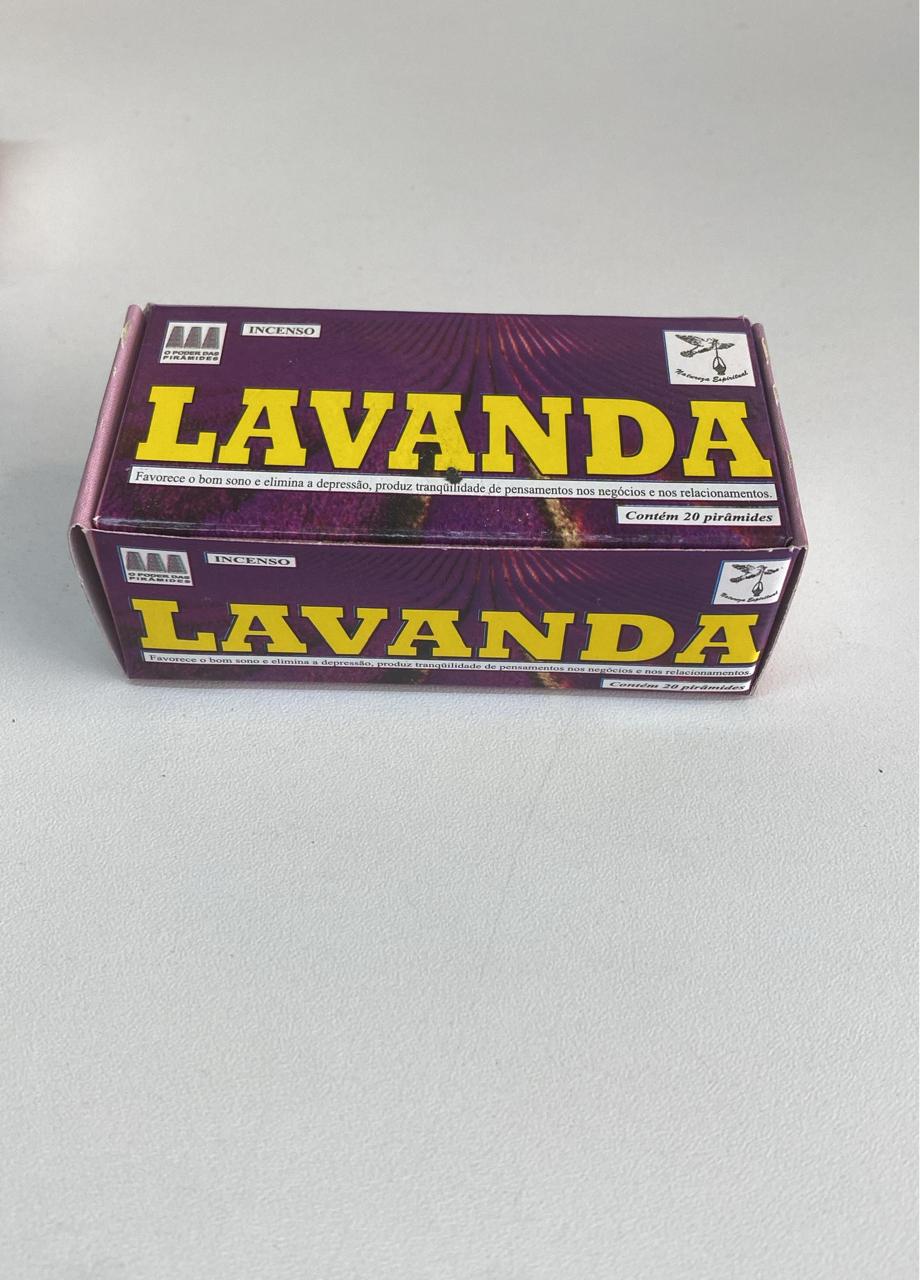 O PODER DAS
PIRÂMIDES
INCENSO
Natureza Espiritual
LAVANDA
Favorece o bom sono e elimina a depressão, produz tranqüilidade de pensamentos nos negócios e nos relacionamentos.
Contém 20 pirâmides
O PODER DAS
PIRÂMIDES
INCENSO
Natureza Espiritual
LAVANDA
Favorece o bom sono e elimina a depressão, produz tranqüilidade de pensamentos nos negócios e nos relacionamentos.
Contém 20 pirâmides